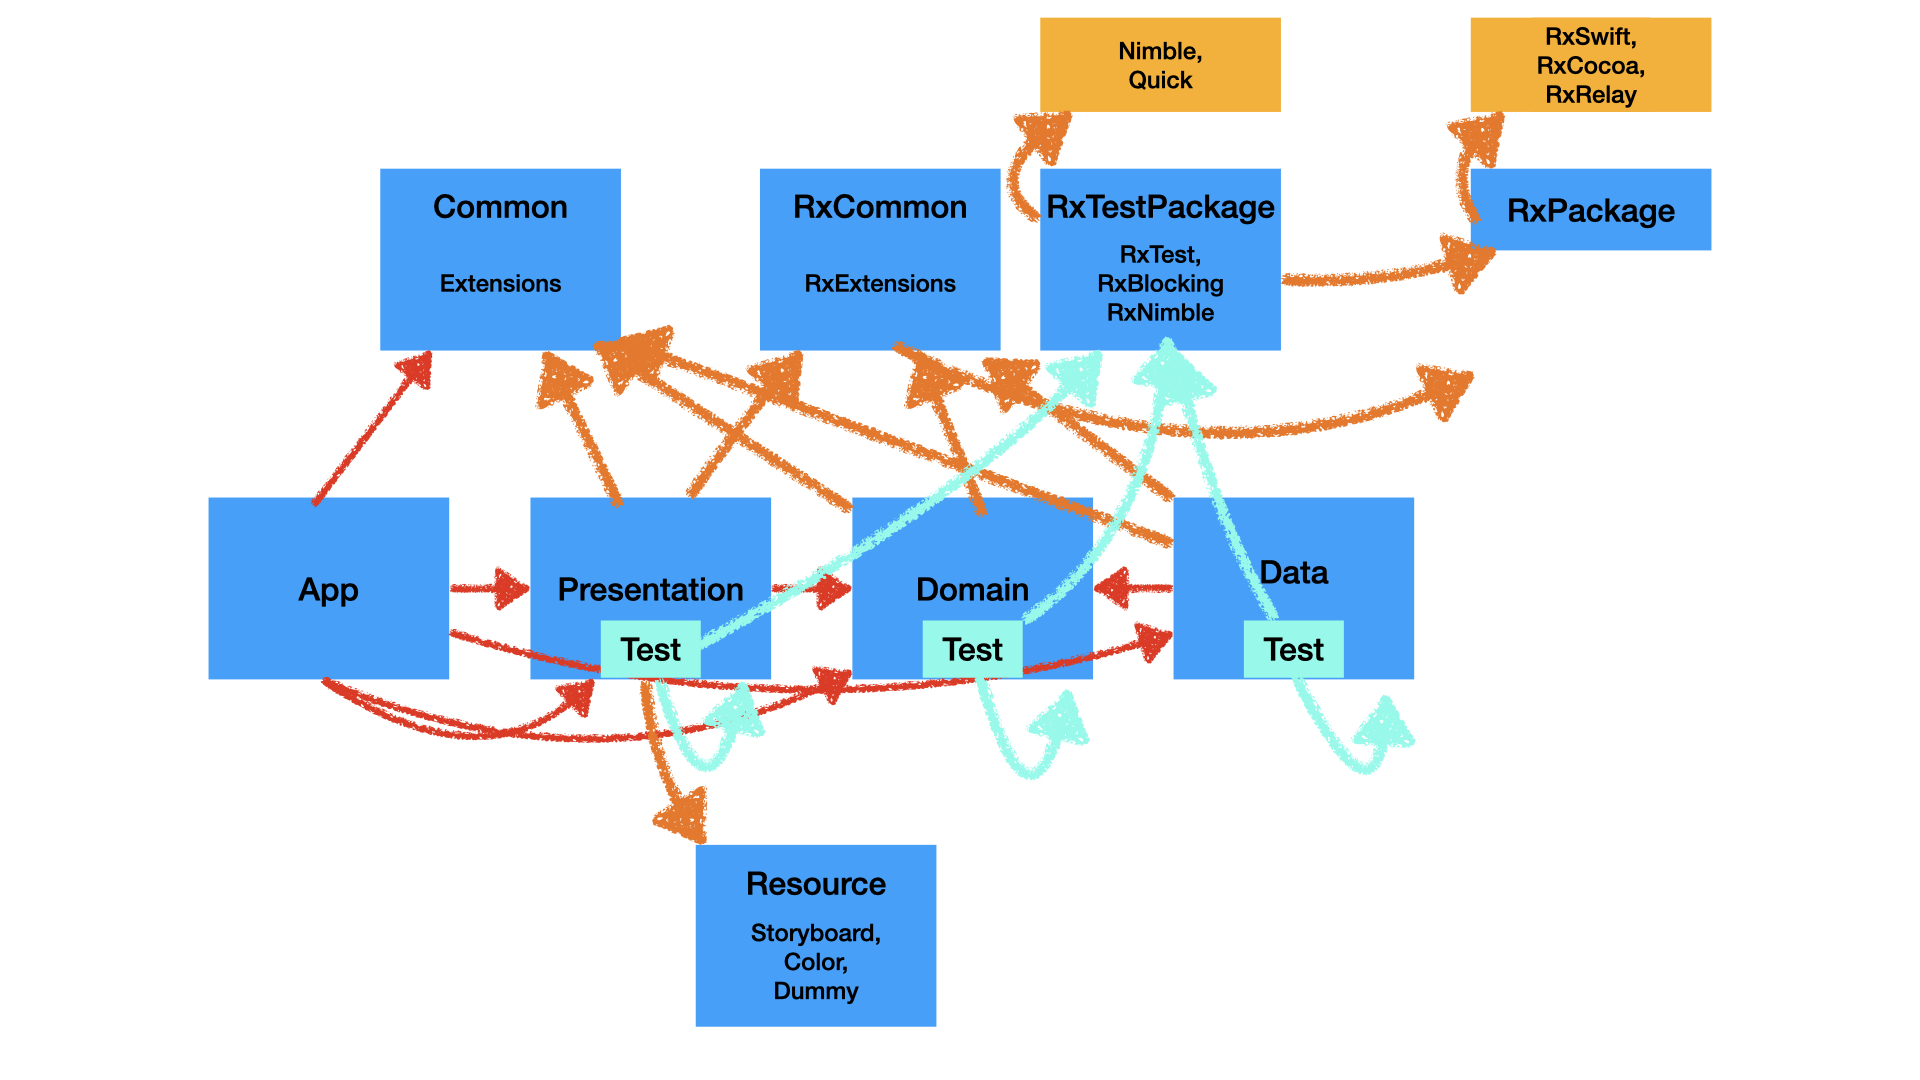 Nimble,
Quick
RxSwift,
RxCocoa,
RxRelay
Common
Extensions
RxCommon
RxExtensions
RxTestPackage
RxTest,
RxBlocking
RxNimble
RxPackage
App
Presentation
Test
Domain
Test
Data
Test
Resource
Storyboard,
Color,
Dummy